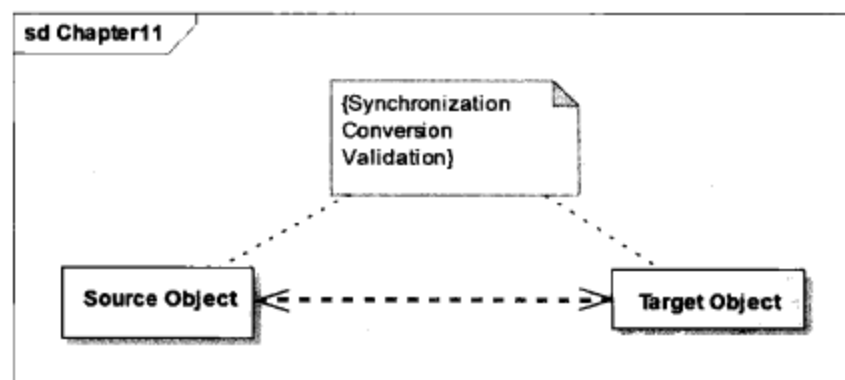 sd Chapter11
{Synchronization
Conversion
Validation}
Source Object
Target Object